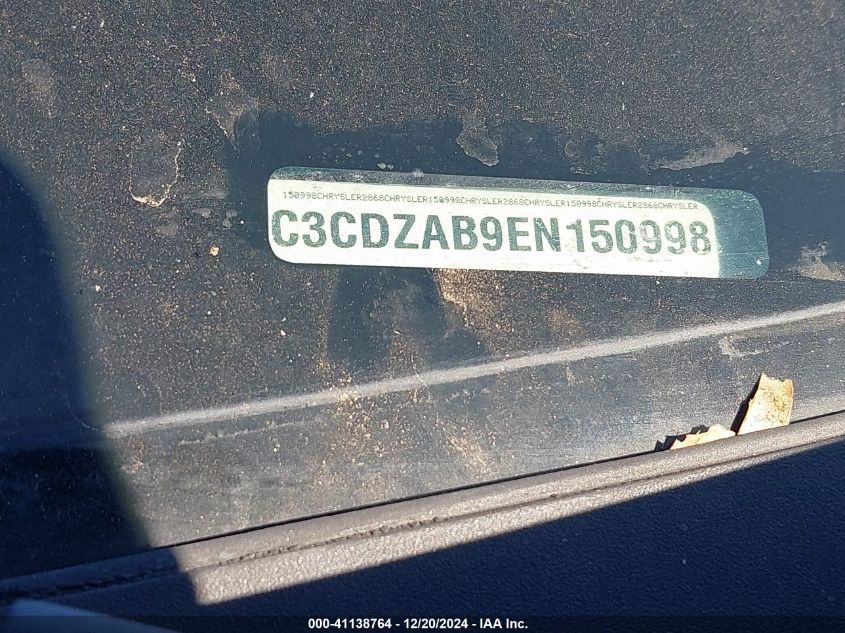 150998CHRYSLER2868CHRYSLER150998CHRYSLER2868CHRYSLER150998CHRYSLER2868CHRYSLER
C3CDZAB9EN150998
000-41138764 - 12/20/2024 - IAA Inc.